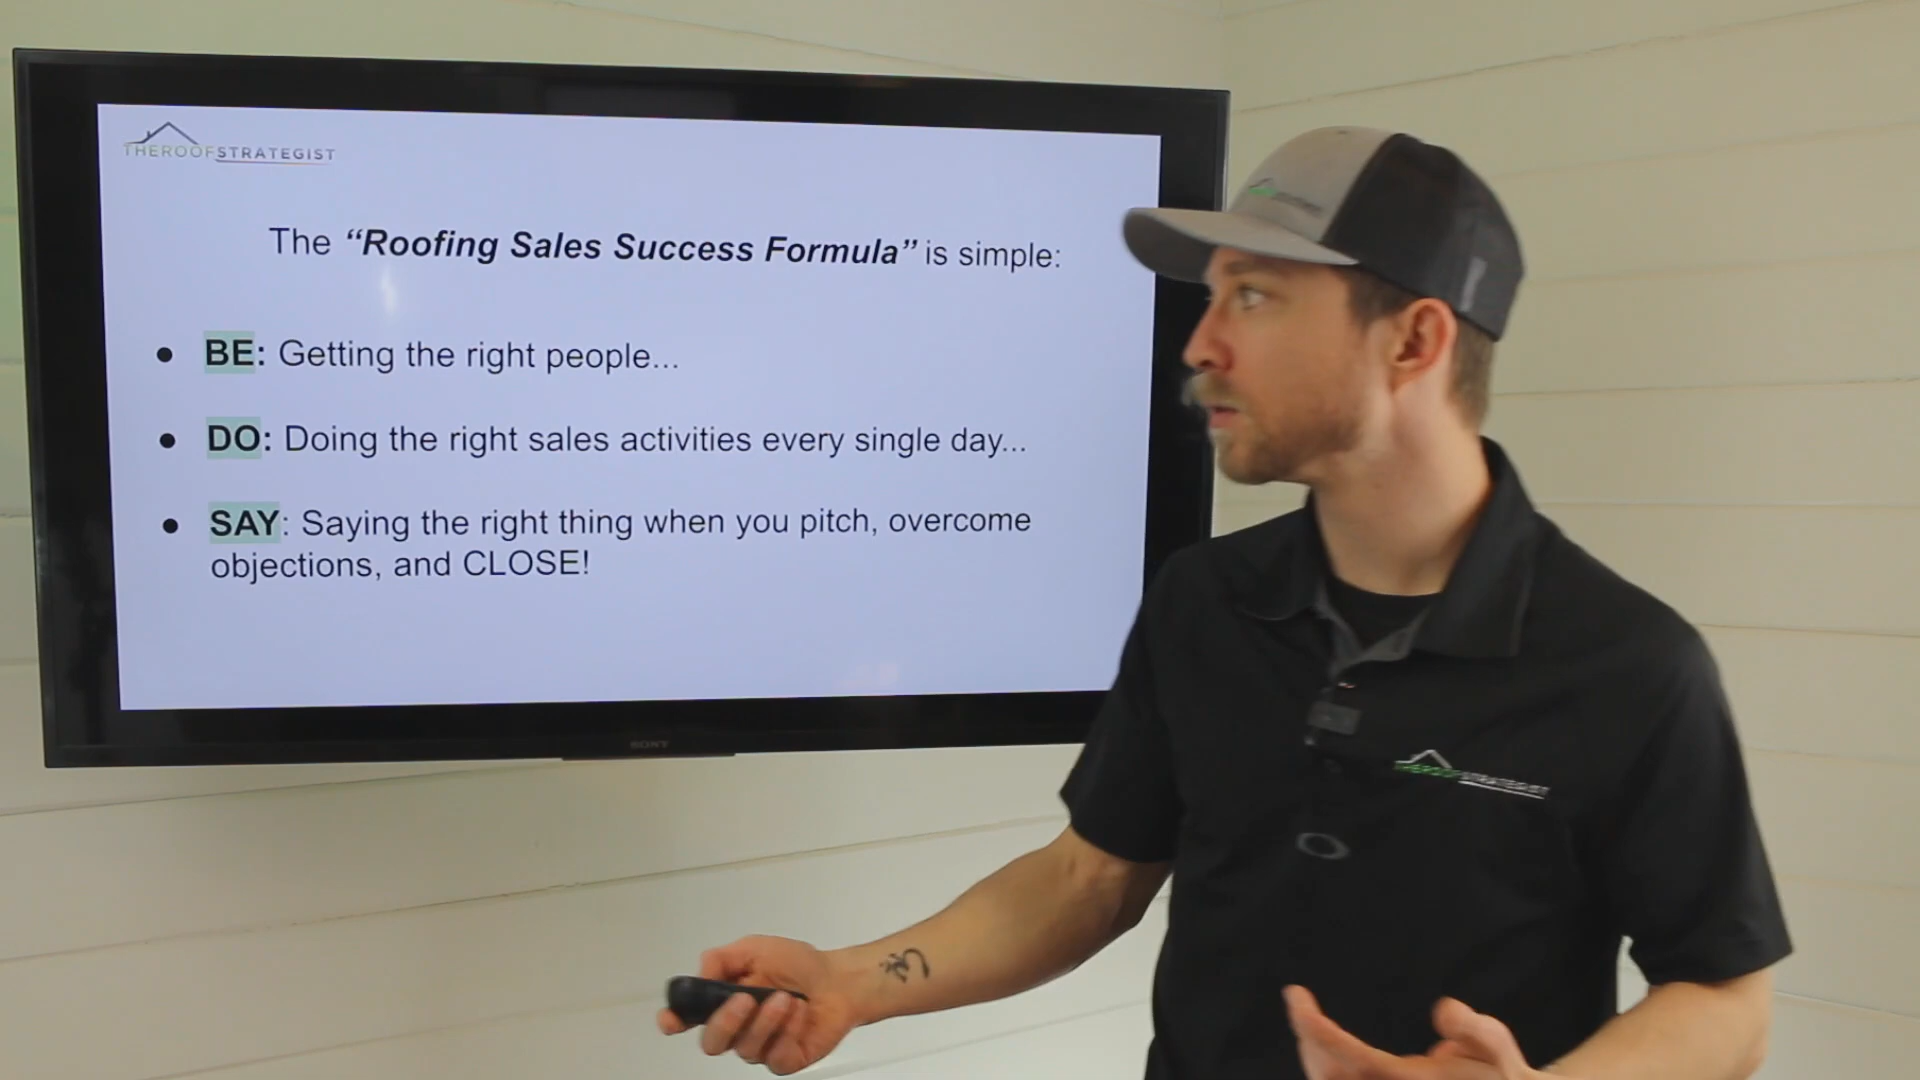 THEROOFSTRATEGIST
The “Roofing Sales Success Formula” is simple:
● BE: Getting the right people...
● DO: Doing the right sales activities every single day...
● SAY: Saying the right thing when you pitch, overcome
objections, and CLOSE!
SONY
THEROOFSTRATEGIST